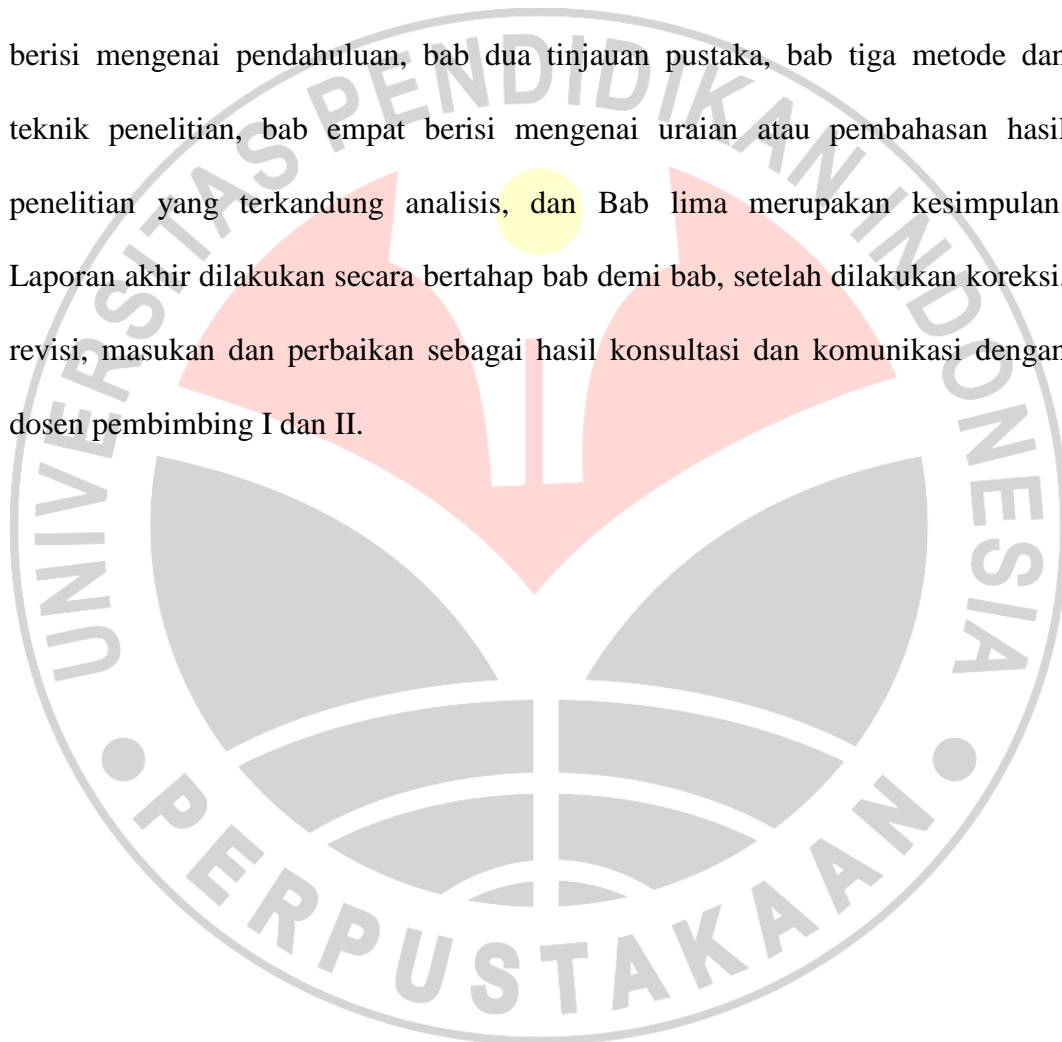 berisi mengenai pendahuluan, bab dua tinjauan pustaka, bab tiga metode dan
teknik penelitian, bab empat berisi mengenai uraian atau pembahasan hasil
penelitian yang terkandung analisis, dan Bab lima merupakan kesimpulan.
Laporan akhir dilakukan secara bertahap bab demi bab, setelah dilakukan koreksi,
revisi, masukan dan perbaikan sebagai hasil konsultasi dan komunikasi dengan
dosen pembimbing I dan II.
UNIVERSITAS PENDIDIKAN INDONESIA
PERPUSTAKAAN